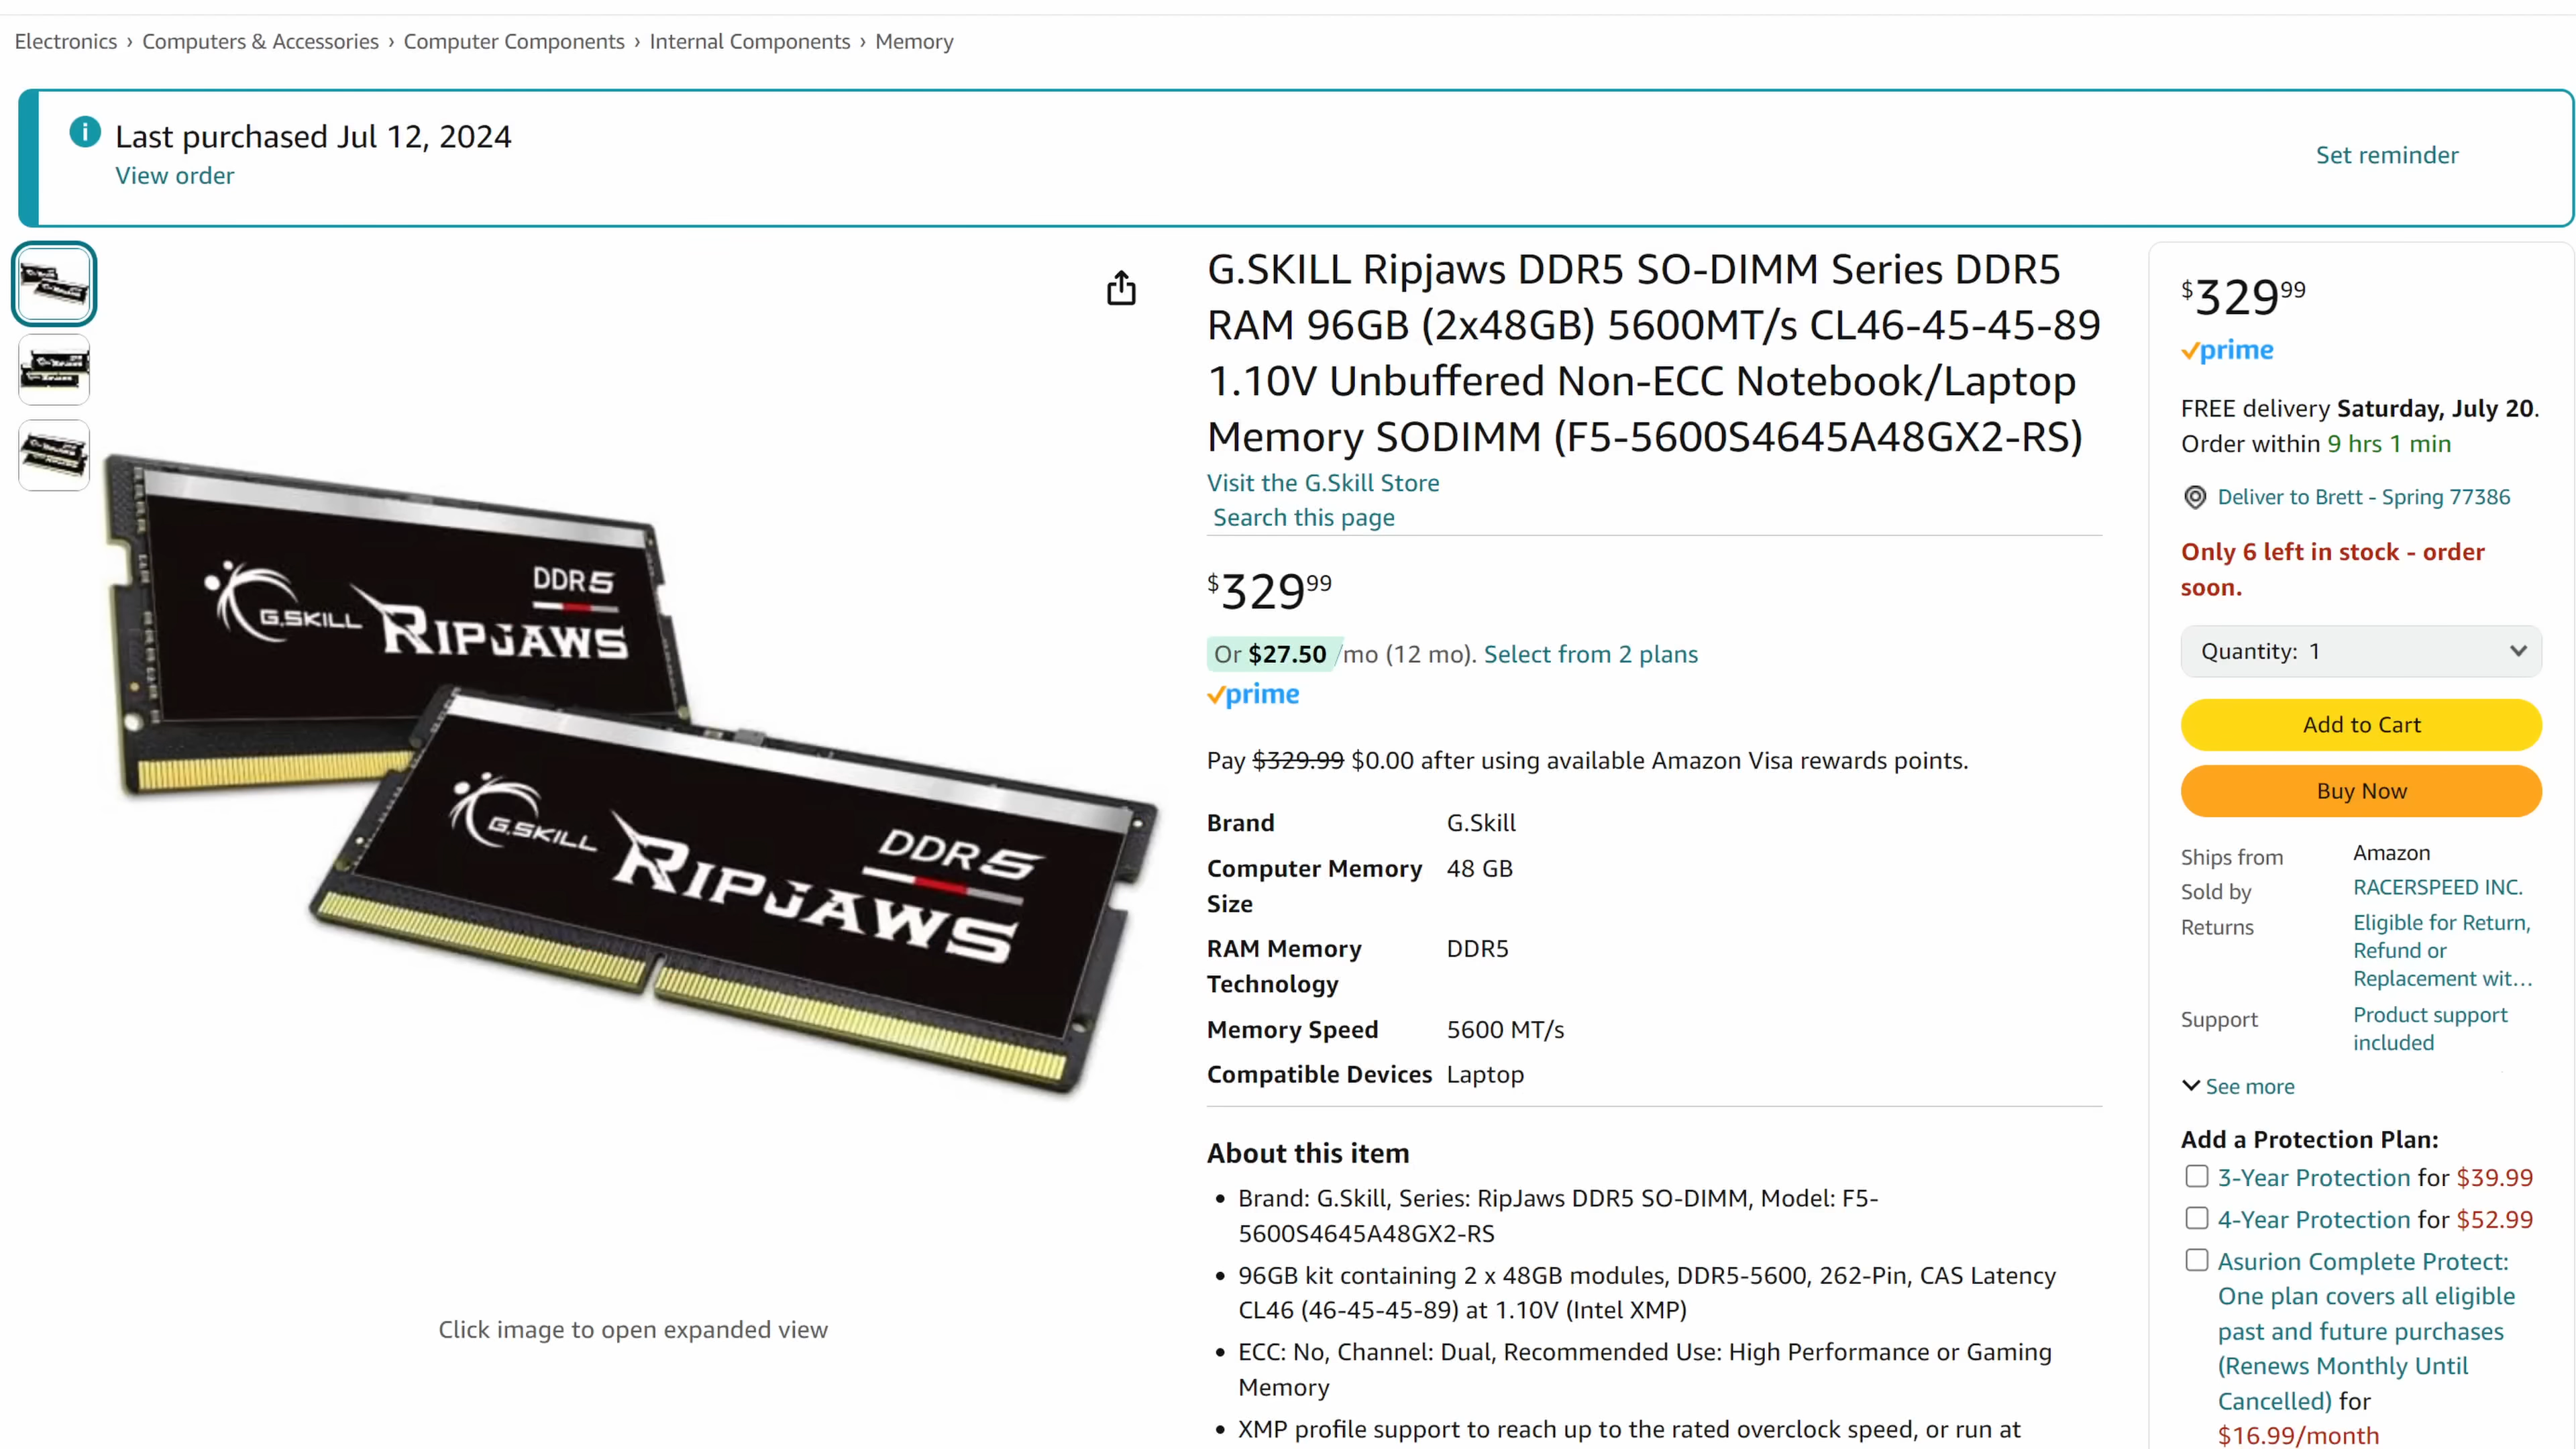 Electronics › Computers & Accessories › Computer Components › Internal Components › Memory
Last purchased Jul 12, 2024
View order
Set reminder
G.SKILL
DDR5
RIPJAWS
G.SKILL
DDR5
RIPJAWS
Click image to open expanded view
G.SKILL Ripjaws DDR5 SO-DIMM Series DDR5
RAM 96GB (2x48GB) 5600MT/s CL46-45-45-89
1.10V Unbuffered Non-ECC Notebook/Laptop
Memory SODIMM (F5-5600S4645A48GX2-RS)
Visit the G.Skill Store
Search this page
$329 99
Or $27.50 /mo (12 mo). Select from 2 plans
prime
Pay $329.99 $0.00 after using available Amazon Visa rewards points.
Brand G.Skill
Computer Memory 48 GB
Size
RAM Memory DDR5
Technology
Memory Speed 5600 MT/s
Compatible Devices Laptop
About this item
• Brand: G.Skill, Series: RipJaws DDR5 SO-DIMM, Model: F5-
5600S4645A48GX2-RS
• 96GB kit containing 2 x 48GB modules, DDR5-5600, 262-Pin, CAS Latency
CL46 (46-45-45-89) at 1.10V (Intel XMP)
• ECC: No, Channel: Dual, Recommended Use: High Performance or Gaming
Memory
• XMP profile support to reach up to the rated overclock speed, or run at
$329 99
prime
FREE delivery Saturday, July 20.
Order within 9 hrs 1 min
Deliver to Brett - Spring 77386
Only 6 left in stock - order
soon.
Quantity: 1
Add to Cart
Buy Now
Ships from Amazon
Sold by RACERSPEED INC.
Returns Eligible for Return,
Refund or
Replacement wit...
Support Product support
included
See more
Add a Protection Plan:
3-Year Protection for $39.99
4-Year Protection for $52.99
Asurion Complete Protect:
One plan covers all eligible
past and future purchases
(Renews Monthly Until
Cancelled) for
$16.99/month